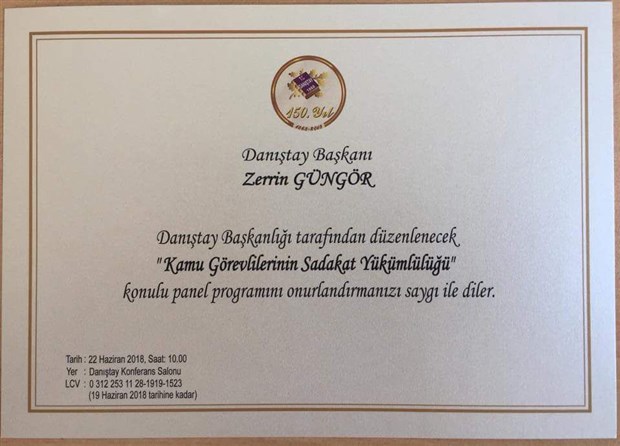 150. Yıl
1868-2018
Danıştay Başkanı
Zerrin GÜNGÖR
Danıştay Başkanlığı tarafından düzenlenecek
"Kamu Görevlilerinin Sadakat Yükümlülüğü"
konulu panel programını onurlandırmanızı saygı ile diler.
Tarih : 22 Haziran 2018, Saat: 10.00
Yer : Danıştay Konferans Salonu
LCV : 0 312 253 11 28-1919-1523
(19 Haziran 2018 tarihine kadar)